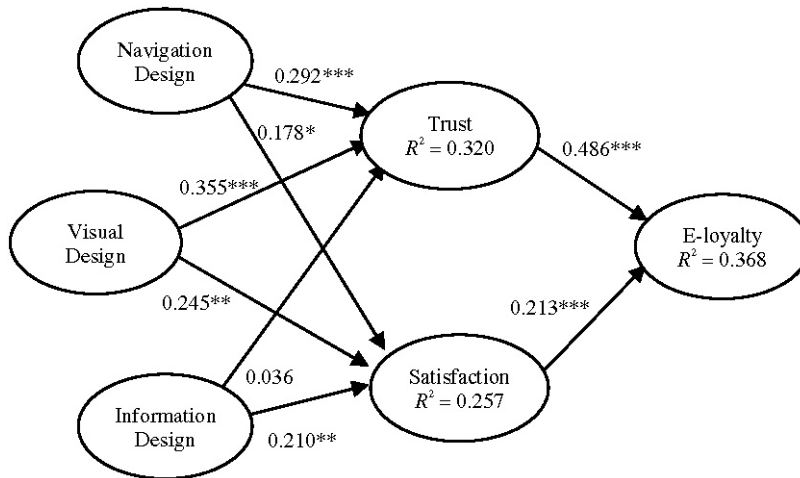 Navigation
Design
0.292***
Trust
R² = 0.320
0.178*
0.486***
0.355***
Visual
Design
E-loyalty
R² = 0.368
0.245**
0.213***
0.036
Satisfaction
R² = 0.257
Information
Design
0.210**